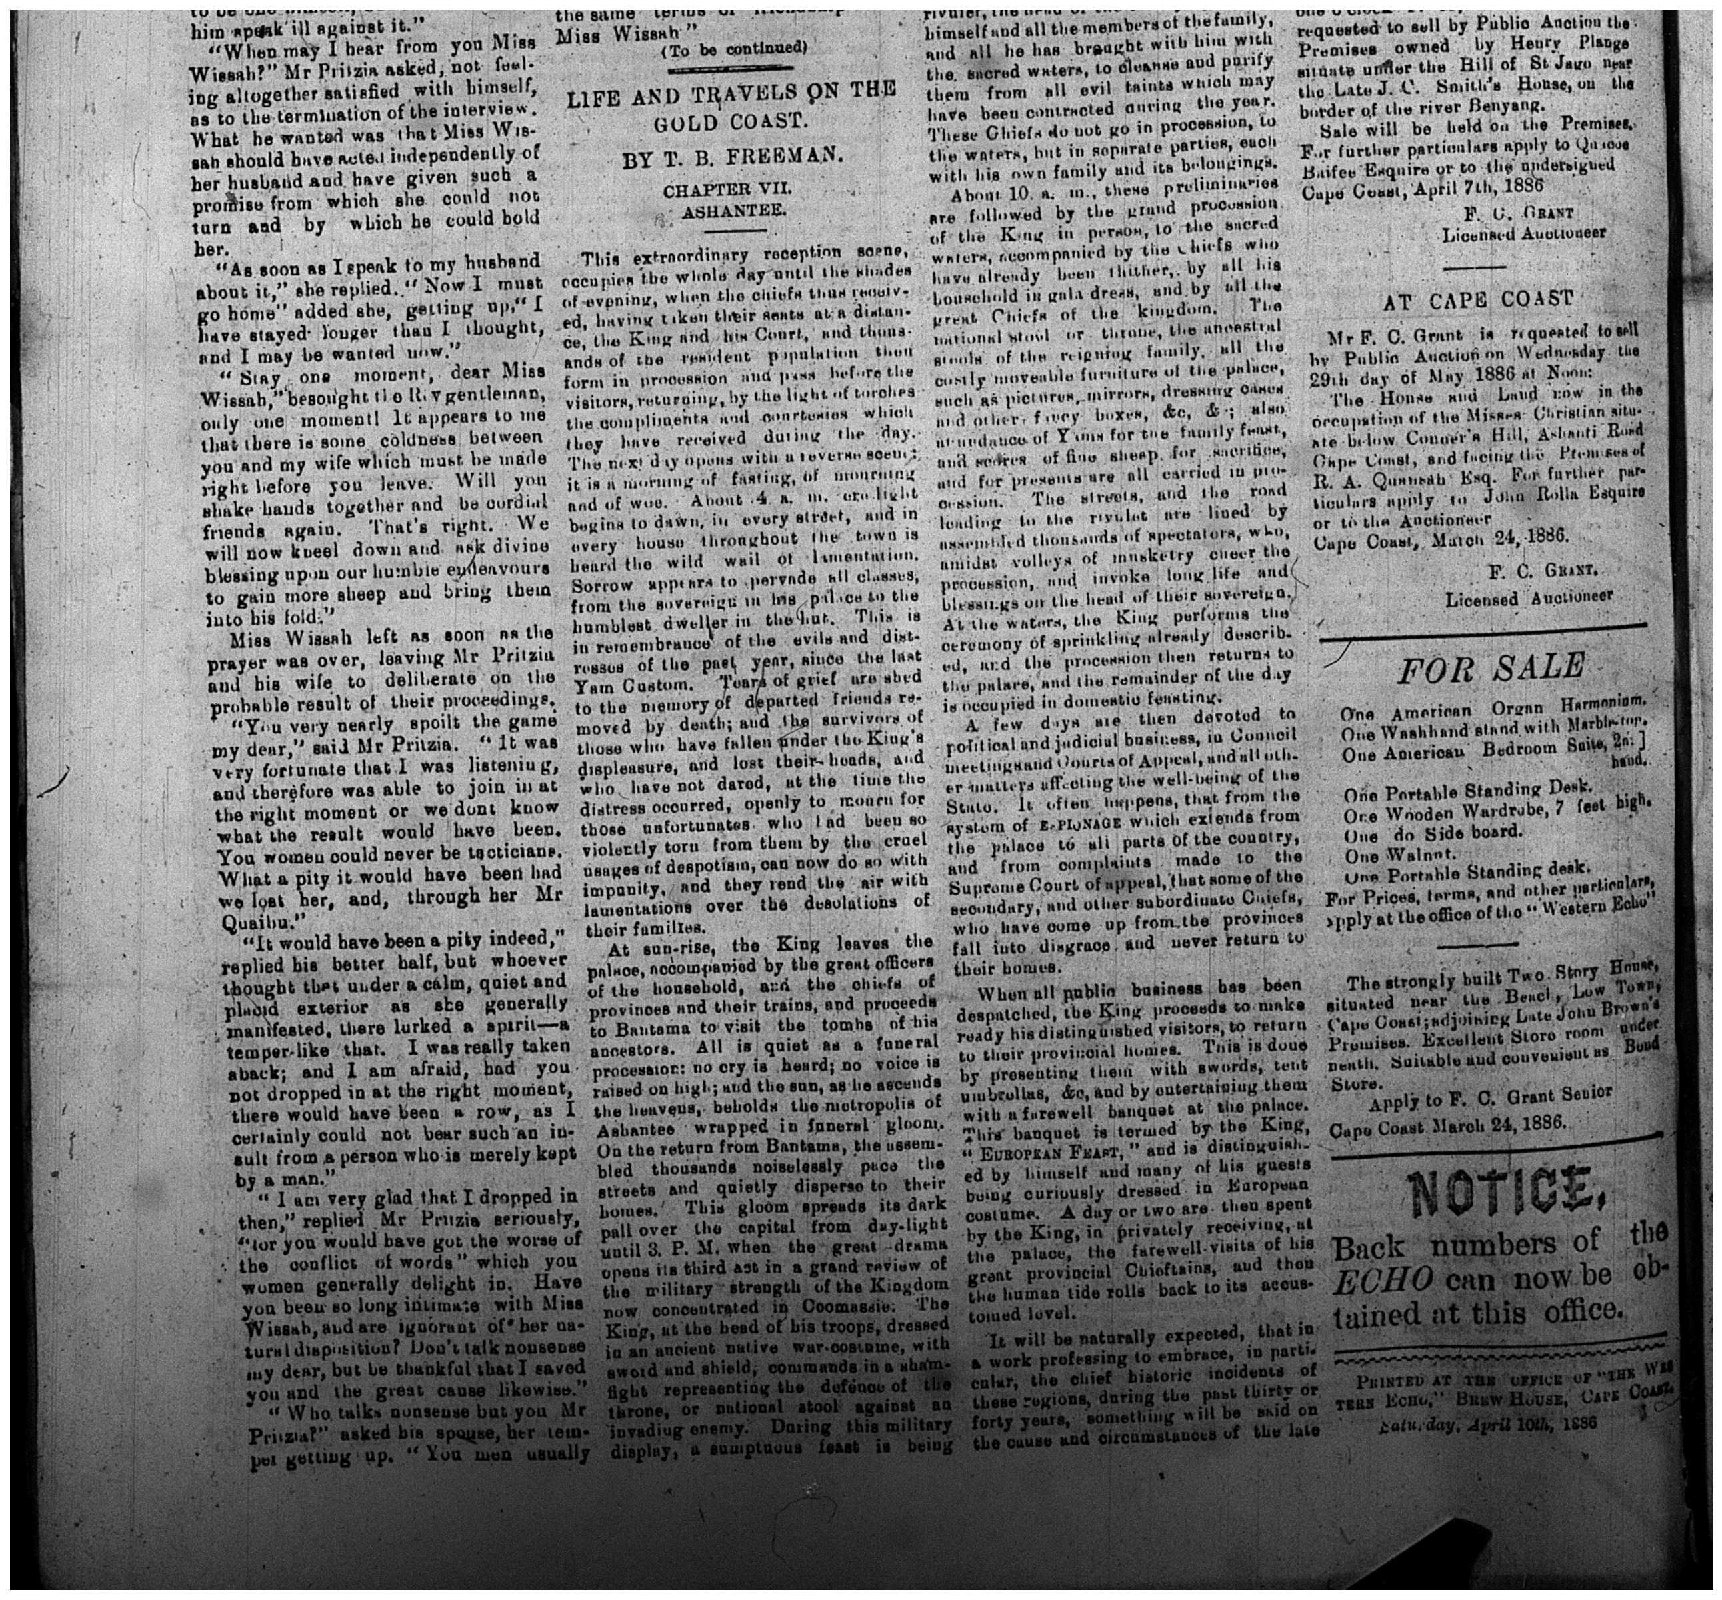 him speak ill against it."
"When may I hear from you Miss
Wissah?" Mr Pritzia asked, not feel-
ing altogether satisfied with himself,
as to the termination of the interview.
What he wanted was that Miss Wis-
sah should have acted independently of
her husband and have given such a
promise from which she could not
turn and by which he could hold
her.
"As soon as I speak to my husband
about it," she replied. "Now I must
go home" added she, getting up, "I
have stayed longer than I thought,
and I may be wanted now."
"Stay one moment, dear Miss
Wissah," besought the Rev gentleman,
only one moment! It appears to me
that there is some coldness between
you and my wife which must be made
right before you leave. Will you
shake hands together and be cordial
friends again. That's right. We
will now kneel down and ask divine
blessing upon our humble endeavours
to gain more sheep and bring them
into his fold."
Miss Wissah left as soon as the
prayer was over, leaving Mr Pritzia
and his wife to deliberate on the
probable result of their proceedings.
"You very nearly spoilt the game
my dear," said Mr Pritzia. "It was
very fortunate that I was listening,
and therefore was able to join in at
the right moment or we dont know
what the result would have been.
You women could never be tacticians.
What a pity it would have been had
we lost her, and, through her Mr
Quaibu."
"It would have been a pity indeed,"
replied his better half, but whoever
thought that under a calm, quiet and
placid exterior as she generally
manifested, there lurked a spirit—a
temper like that. I was really taken
aback; and I am afraid, had you
not dropped in at the right moment,
there would have been a row, as I
certainly could not bear such an in-
sult from a person who is merely kept
by a man."
"I am very glad that I dropped in
then," replied Mr Pritzia seriously,
"for you would have got the worse of
the conflict of words" which you
women generally delight in. Have
you been so long intimate with Miss
Wissah, and are ignorant of her na-
tural disposition? Don't talk nonsense
my dear, but be thankful that I saved
you and the great cause likewise."
"Who talks nonsense but you Mr
Pritzia?" asked his spouse, her tem-
per getting up. "You men usually
the same terms of
Miss Wissah"
(To be continued)
LIFE AND TRAVELS ON THE
GOLD COAST.
BY T. B. FREEMAN.
CHAPTER VII.
ASHANTEE.
This extraordinary reception scene,
occupies the whole day until the shades
of evening, when the chiefs thus receiv-
ed, having taken their seats at a distan-
ce, the King and his Court, and thous-
ands of the resident population then
form in procession and pass before the
visitors, returning, by the light of torches
the compliments and courtesies which
they have received during the day.
The next day opens with a reverse scene;
it is a morning of fasting, of mourning
and of woe. About 4 a. m. ere light
begins to dawn, in every street, and in
every house throughout the town is
heard the wild wail of lamentation.
Sorrow appears to pervade all classes,
from the sovereign in his palace to the
humblest dweller in the hut. This is
in remembrance of the evils and dist-
resses of the past year, since the last
Yam Custom. Tears of grief are shed
to the memory of departed friends re-
moved by death; and the survivors of
those who have fallen under the King's
displeasure, and lost their heads, and
who have not dared, at the time the
distress occurred, openly to mourn for
those unfortunates who had been so
violently torn from them by the cruel
usages of despotism, can now do so with
impunity, and they rend the air with
lamentations over the desolations of
their families.
At sun-rise, the King leaves the
palace, accompanied by the great officers
of the household, and the chiefs of
provinces and their trains, and proceeds
to Bantama to visit the tombs of his
ancestors. All is quiet as a funeral
procession: no cry is heard; no voice is
raised on high; and the sun, as he ascends
the heavens, beholds the metropolis of
Ashantee wrapped in funeral gloom.
On the return from Bantama, the assem-
bled thousands noiselessly pace the
streets and quietly disperse to their
homes. This gloom spreads its dark
pall over the capital from day-light
until 3. P. M. when the great drama
opens its third act in a grand review of
the military strength of the Kingdom
now concentrated in Coomassie. The
King, at the head of his troops, dressed
in an ancient native war-costume, with
sword and shield, commands in a sham-
fight representing the defence of the
throne, or national stool against an
invading enemy. During this military
display, a sumptuous feast is being
himself and all the members of the family,
and all he has brought with him with
the sacred waters, to cleanse and purify
them from all evil taints which may
have been contracted during the year.
These Chiefs do not go in procession, to
the waters, but in separate parties, each
with his own family and its belongings.
About 10. a. m., these preliminaries
are followed by the grand procession
of the King in person, to the sacred
waters, accompanied by the Chiefs who
have already been thither, by all his
household in gala dress, and by all the
great Chiefs of the kingdom. The
national stool or throne, the ancestral
stools of the reigning family, all the
costly moveable furniture of the palace,
such as pictures, mirrors, dressing cases
and other fancy boxes, &c, &c; also
abundance of Yams for the family feast,
and scores of fine sheep for sacrifice,
and for presents are all carried in pro-
cession. The streets, and the road
leading to the rivulet are lined by
assembled thousands of spectators, who,
amidst volleys of musketry cheer the
procession, and invoke long life and
blessings on the head of their sovereign.
At the waters, the King performs the
ceremony of sprinkling already describ-
ed, and the procession then returns to
the palace, and the remainder of the day
is occupied in domestic feasting.
A few days are then devoted to
political and judicial business, in Council
meetings and Courts of Appeal, and all oth-
er matters affecting the well-being of the
State. It often happens, that from the
system of ESPIONAGE which extends from
the palace to all parts of the country,
and from complaints made to the
Supreme Court of appeal, that some of the
secondary, and other subordinate Chiefs,
who have come up from the provinces
fall into disgrace and never return to
their homes.
When all public business has been
despatched, the King proceeds to make
ready his distinguished visitors, to return
to their provincial homes. This is done
by presenting them with swords, tent
umbrellas, &c, and by entertaining them
with a farewell banquet at the palace.
This banquet is termed by the King,
"EUROPEAN FEAST," and is distinguish-
ed by himself and many of his guests
being curiously dressed in European
costume. A day or two are then spent
by the King, in privately receiving, at
the palace, the farewell-visits of his
great provincial Chieftains, and then
the human tide rolls back to its accus-
tomed level.
It will be naturally expected, that in
a work professing to embrace, in parti-
cular, the chief historic incidents of
these regions, during the past thirty or
forty years, something will be said on
the cause and circumstances of the late
requested to sell by Public Auction the
Premises owned by Henry Plange
situate under the Hill of St Jago near
the Late J. C. Smith's House, on the
border of the river Benyang.
Sale will be held on the Premises.
For further particulars apply to Quacoe
Baifee Esquire or to the undersigned
Cape Coast, April 7th, 1886
F. C. GRANT
Licensed Auctioneer
AT CAPE COAST
Mr F. C. Grant is requested to sell
by Public Auction on Wednesday the
29th day of May 1886 at Noon:
The House and Land now in the
occupation of the Misses Christian situ-
ate below Connor's Hill, Ashanti Road
Cape Coast, and facing the Premises of
R. A. Quansah Esq. For further par-
ticulars apply to John Rolla Esquire
or to the Auctioneer
Cape Coast, March 24, 1886.
F. C. GRANT.
Licensed Auctioneer
FOR SALE
One American Organ Harmonium.
One Washhand stand with Marble-top.
One American Bedroom Suite, 2n: ]
hand.
One Portable Standing Desk.
One Wooden Wardrobe, 7 feet high.
One do Side board.
One Walnut.
One Portable Standing desk.
For Prices, terms, and other particulars,
apply at the office of the "Western Echo"
The strongly built Two Story House,
situated near the Beach, Low Town,
Cape Coast; adjoining Late John Brown's
Premises. Excellent Store room under
neath. Suitable and convenient as Bond
Store.
Apply to F. C. Grant Senior
Cape Coast March 24, 1886.
NOTICE,
Back numbers of the
ECHO can now be ob-
tained at this office.
PRINTED AT THE OFFICE OF "THE WES
TERN ECHO," BREW HOUSE, CAPE COAST.
Saturday, April 10th, 1886